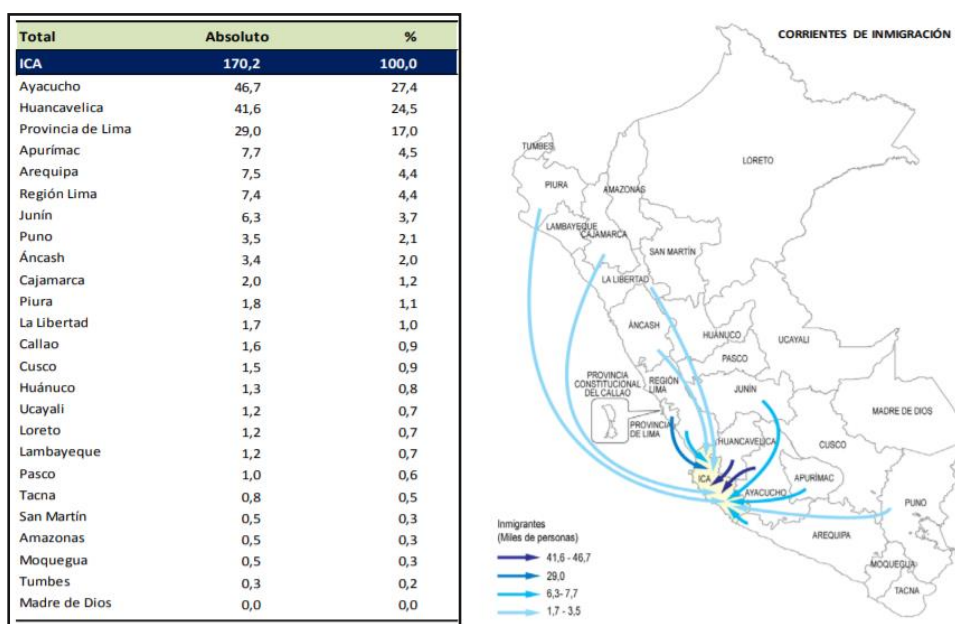 Total Absoluto %
ICA 170,2 100,0
Ayacucho 46,7 27,4
Huancavelica 41,6 24,5
Provincia de Lima 29,0 17,0
Apurímac 7,7 4,5
Arequipa 7,5 4,4
Región Lima 7,4 4,4
Junín 6,3 3,7
Puno 3,5 2,1
Áncash 3,4 2,0
Cajamarca 2,0 1,2
Piura 1,8 1,1
La Libertad 1,7 1,0
Callao 1,6 0,9
Cusco 1,5 0,9
Huánuco 1,3 0,8
Ucayali 1,2 0,7
Loreto 1,2 0,7
Lambayeque 1,2 0,7
Pasco 1,0 0,6
Tacna 0,8 0,5
San Martín 0,5 0,3
Amazonas 0,5 0,3
Moquegua 0,5 0,3
Tumbes 0,3 0,2
Madre de Dios 0,0 0,0
CORRIENTES DE INMIGRACIÓN
TUMBES
LORETO
PIURA
AMAZONAS
LAMBAYEQUE
CAJAMARCA
SAN MARTÍN
LA LIBERTAD
ÁNCASH
HUÁNUCO
UCAYALI
PASCO
PROVINCIA
CONSTITUCIONAL
DEL CALLAO
REGIÓN
LIMA
JUNÍN
MADRE DE DIOS
PROVINCIA
DE LIMA
HUANCAVELICA
CUSCO
ICA
AYACUCHO
APURÍMAC
PUNO
AREQUIPA
MOQUEGUA
TACNA
Inmigrantes
(Miles de personas)
41,6 - 46,7
29,0
6,3- 7,7
1,7 - 3,5